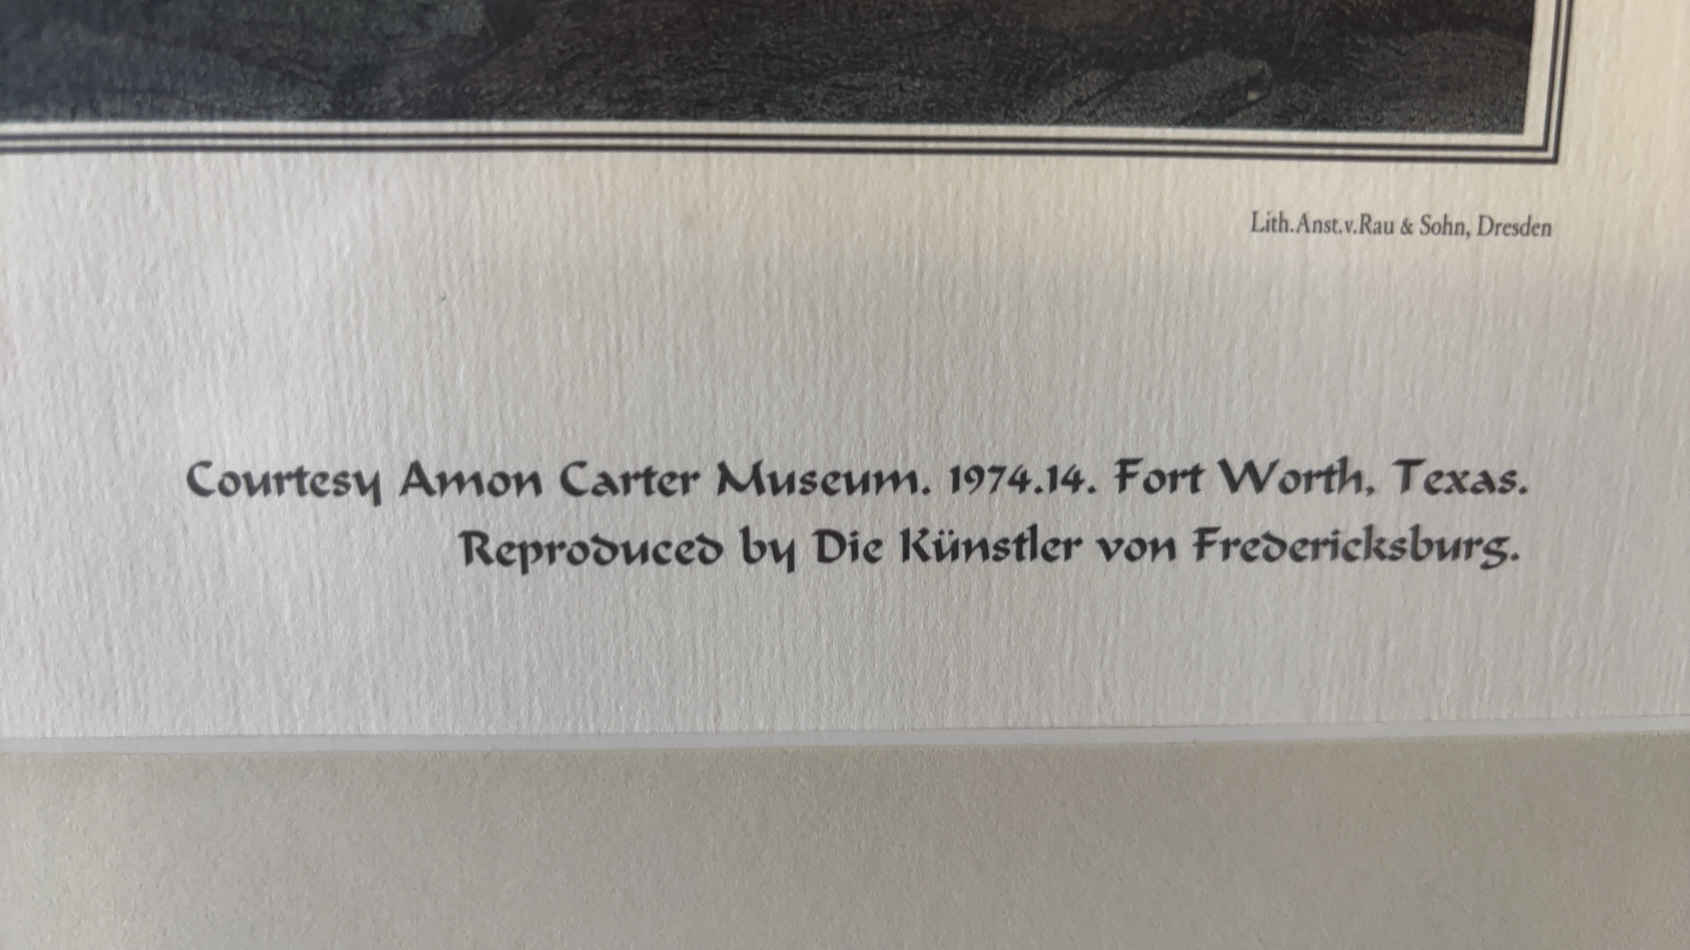 Lith.Anst.v.Rau & Sohn, Dresden
Courtesy Amon Carter Museum. 1974.14. Fort Worth, Texas.
Reproduced by Die Künstler von Fredericksburg.